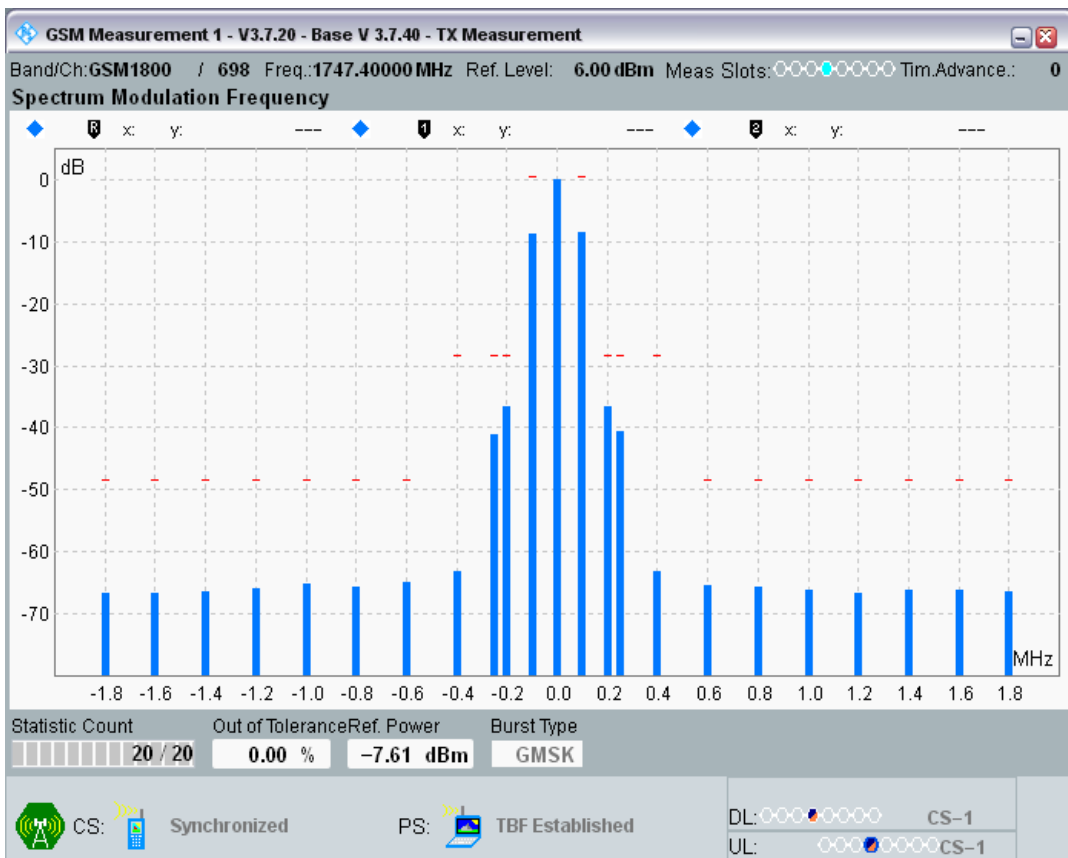 GSM Measurement 1 - V3.7.20 - Base V 3.7.40 - TX Measurement
Band/Ch:GSM1800 / 698 Freq.:1747.40000 MHz Ref. Level: 6.00 dBm Meas Slots: Tim.Advance.: 0
Spectrum Modulation Frequency
R x: y: --- 1 x: y: --- 2 x: y: ---
dB
0
-10
-20
-30
-40
-50
-60
-70
MHz
-1.8 -1.6 -1.4 -1.2 -1.0 -0.8 -0.6 -0.4 -0.2 0.0 0.2 0.4 0.6 0.8 1.0 1.2 1.4 1.6 1.8
Statistic Count Out of Tolerance Ref. Power Burst Type
20 / 20 0.00 % -7.61 dBm GMSK
CS: Synchronized PS: TBF Established
DL: CS-1
UL: CS-1